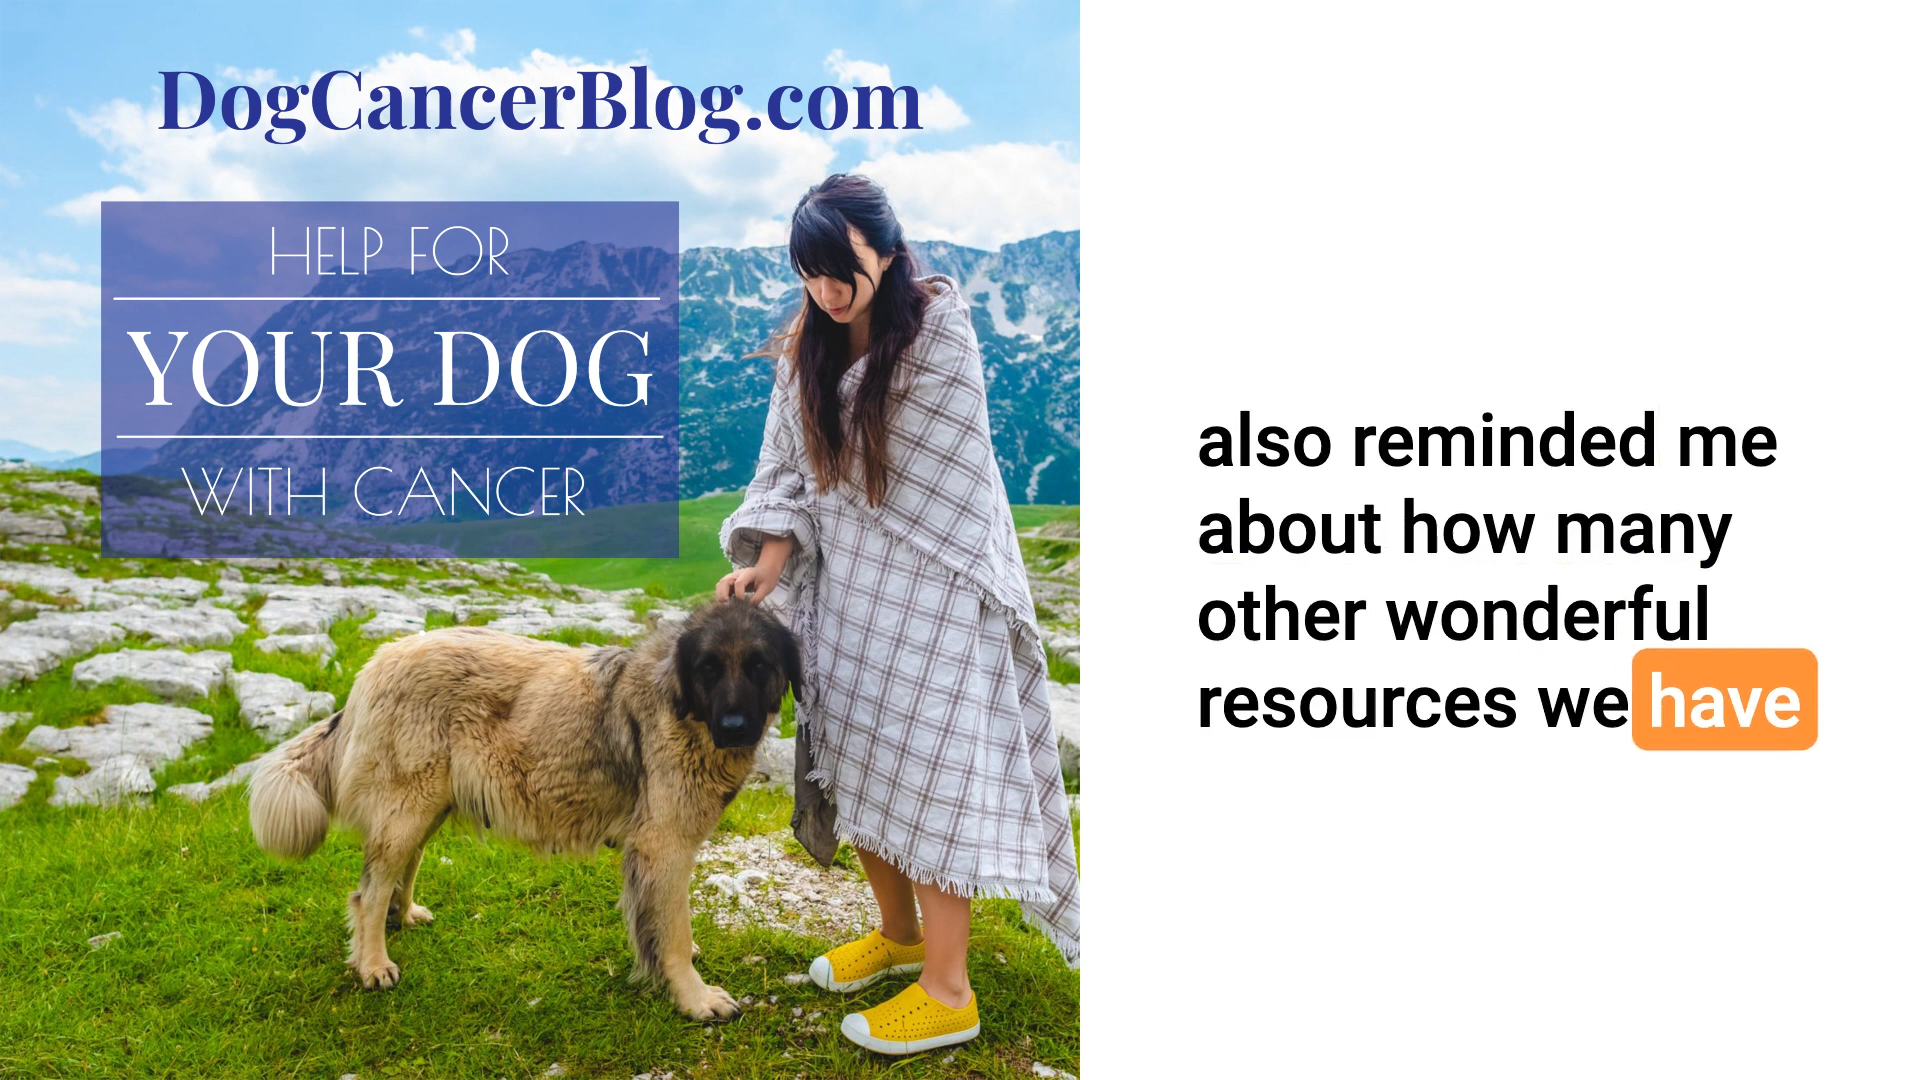 DogCancerBlog.com
HELP FOR
YOUR DOG
WITH CANCER
also reminded me
about how many
other wonderful
resources we have